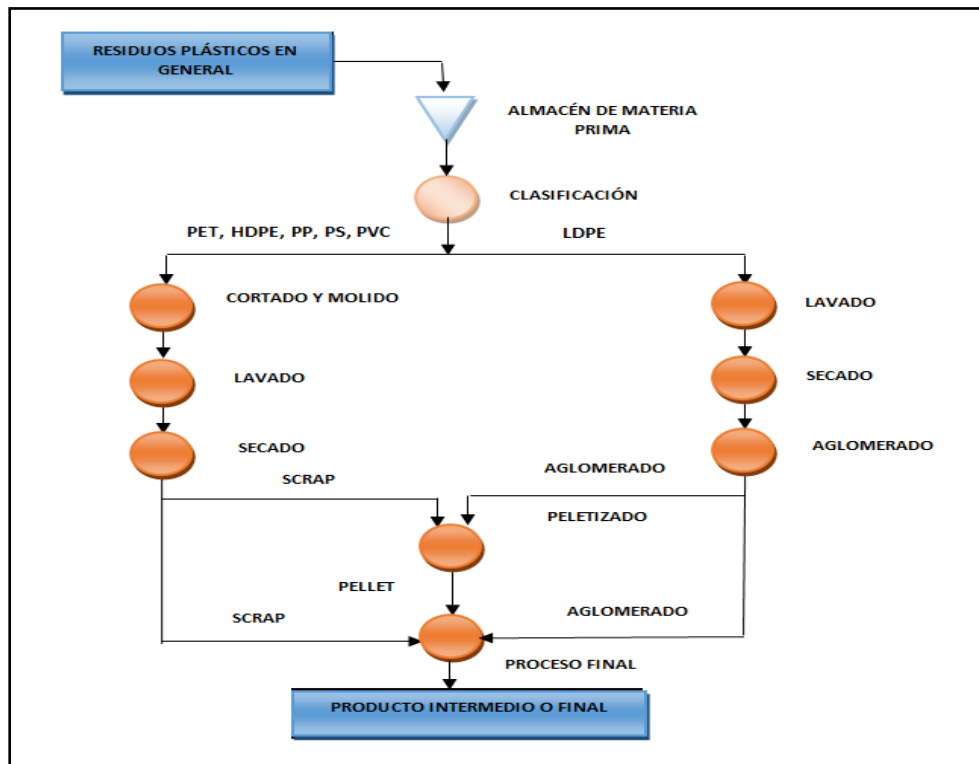 RESIDUOS PLÁSTICOS EN
GENERAL
ALMACÉN DE MATERIA
PRIMA
CLASIFICACIÓN
PET, HDPE, PP, PS, PVC
LDPE
CORTADO Y MOLIDO
LAVADO
LAVADO
SECADO
SECADO
AGLOMERADO
SCRAP
AGLOMERADO
PELETIZADO
PELLET
SCRAP
AGLOMERADO
PROCESO FINAL
PRODUCTO INTERMEDIO O FINAL